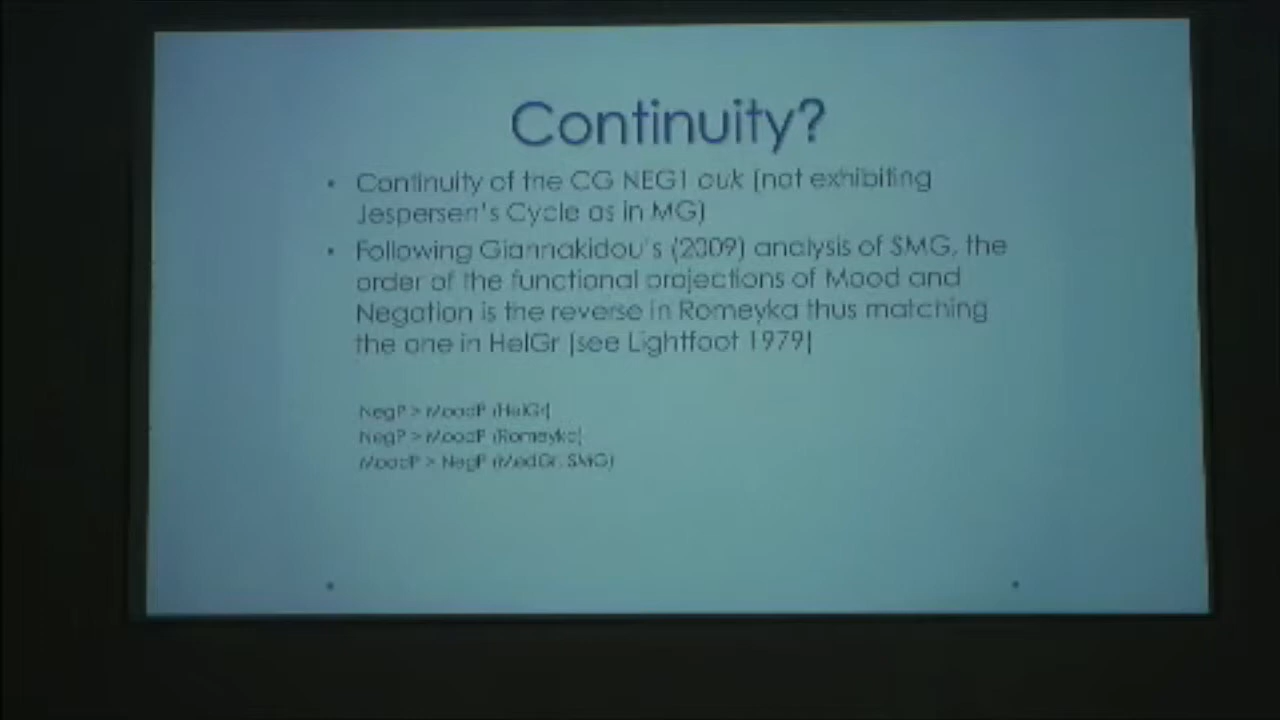 Continuity?
• Continuity of the CG NEG1 ouk (not exhibiting
Jespersen's Cycle as in MG)
• Following Giannakidou's (2009) analysis of SMG, the
order of the functional projections of Mood and
Negation is the reverse in Romeyka thus matching
the one in HelGr (see Lightfoot 1979)
NegP > MoodP (HelGr)
NegP > MoodP (Romeyka)
MoodP > NegP (MedGr, SMG)